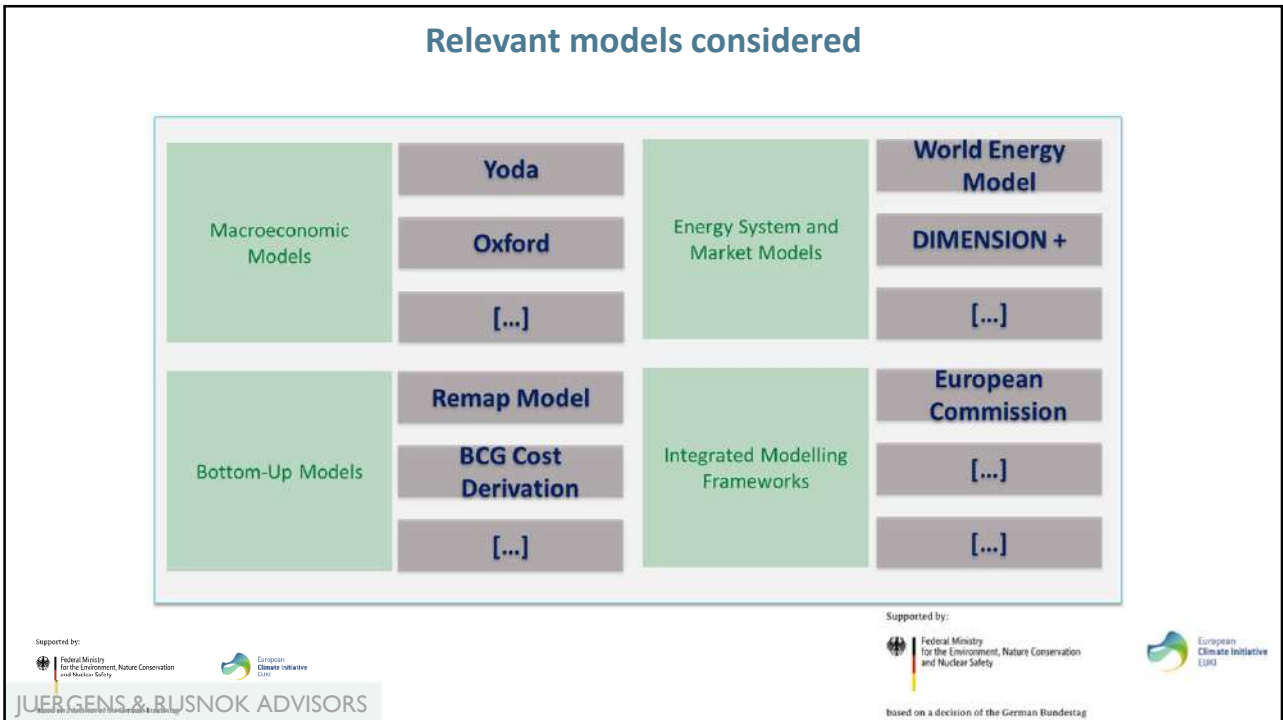 Relevant models considered
Macroeconomic
Models
Yoda
Oxford
[...]
Energy System and
Market Models
World Energy
Model
DIMENSION +
[...]
Bottom-Up Models
Remap Model
BCG Cost
Derivation
[...]
Integrated Modelling
Frameworks
European
Commission
[...]
[...]
Supported by:
Federal Ministry
for the Environment, Nature Conservation
and Nuclear Safety
European
Climate Initiative
EUKI
JUERGENS & RUSNOK ADVISORS
Supported by:
Federal Ministry
for the Environment, Nature Conservation
and Nuclear Safety
based on a decision of the German Bundestag
European
Climate Initiative
EUKI